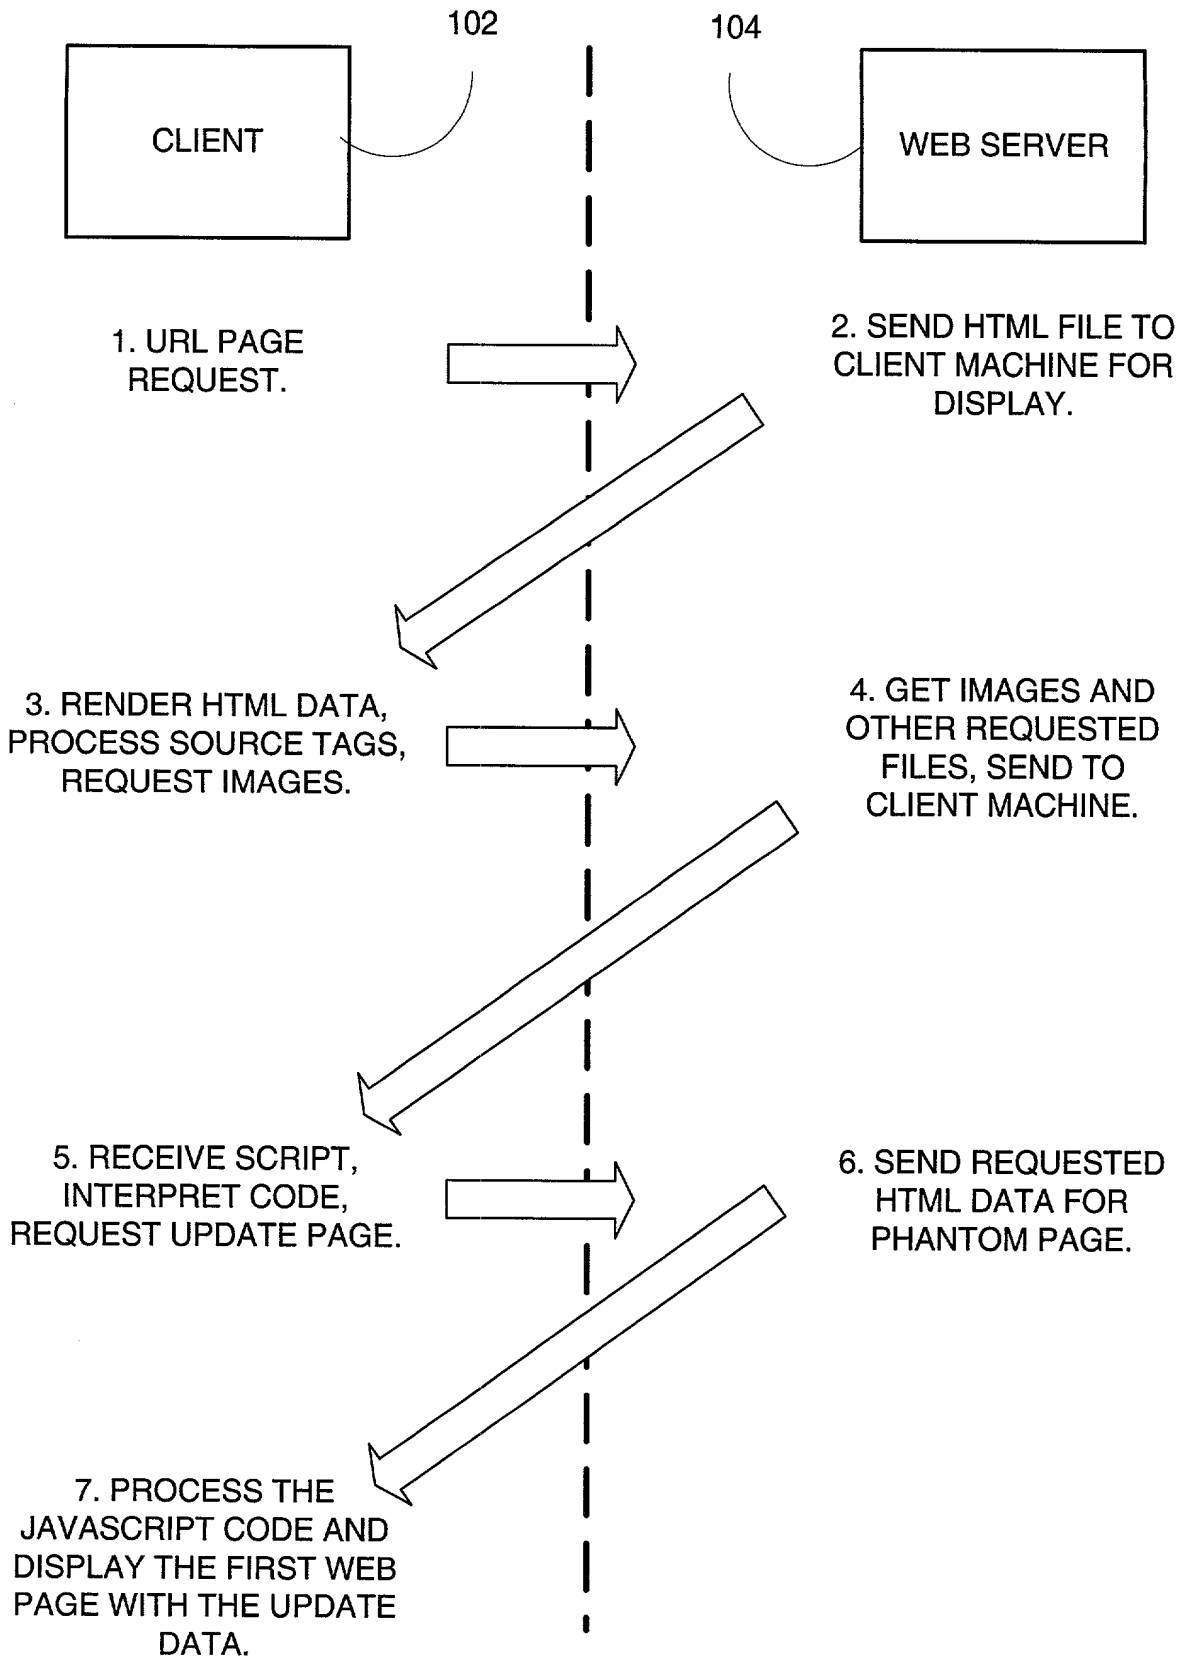 102
104
CLIENT
WEB SERVER
1. URL PAGE
REQUEST.
2. SEND HTML FILE TO
CLIENT MACHINE FOR
DISPLAY.
3. RENDER HTML DATA,
PROCESS SOURCE TAGS,
REQUEST IMAGES.
4. GET IMAGES AND
OTHER REQUESTED
FILES, SEND TO
CLIENT MACHINE.
5. RECEIVE SCRIPT,
INTERPRET CODE,
REQUEST UPDATE PAGE.
6. SEND REQUESTED
HTML DATA FOR
PHANTOM PAGE.
7. PROCESS THE
JAVASCRIPT CODE AND
DISPLAY THE FIRST WEB
PAGE WITH THE UPDATE
DATA.